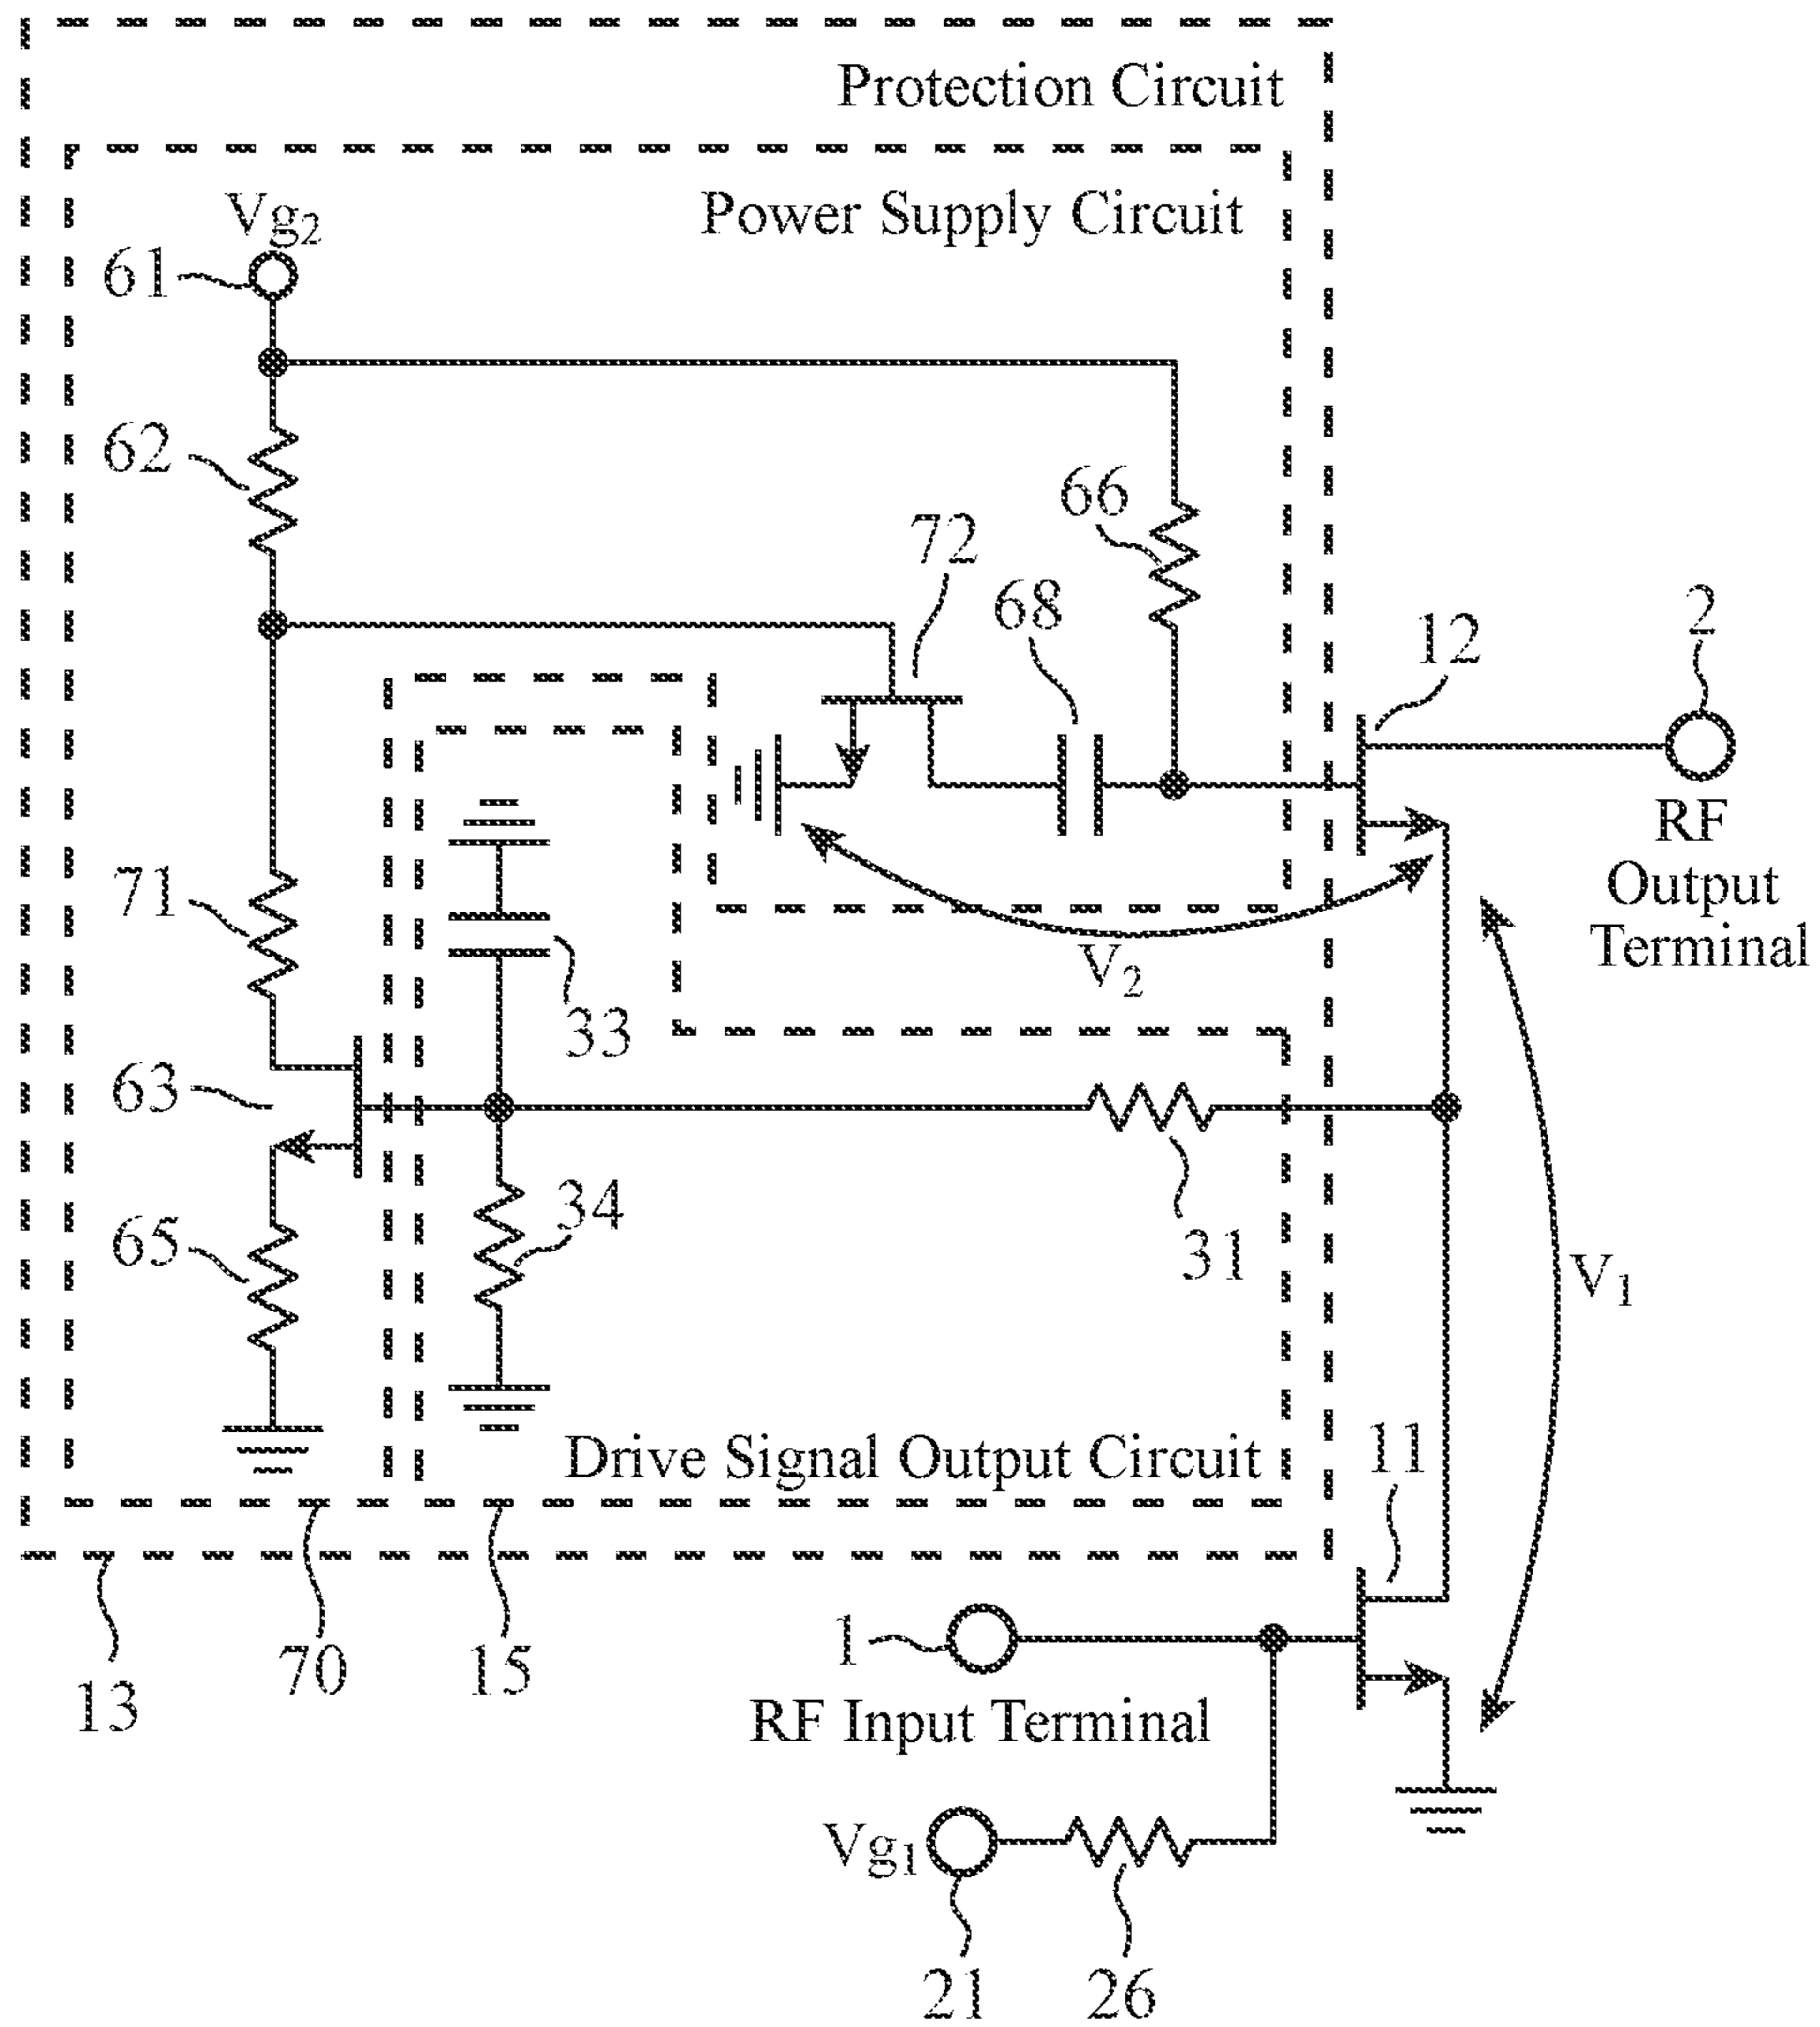 Protection Circuit
Power Supply Circuit
Vg2
61
62
66
72
68
12
2
RF
Output
Terminal
71
V2
33
63
34
65
31
V1
Drive Signal Output Circuit
11
1
13
70
15
RF Input Terminal
Vg1
21
26